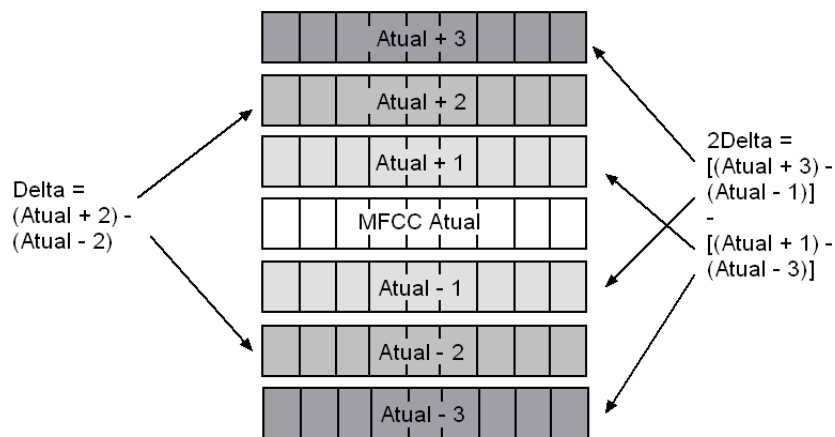 Atual + 3
Atual + 2
Atual + 1
MFCC Atual
Atual - 1
Atual - 2
Atual - 3
Delta =
(Atual + 2) -
(Atual - 2)
2Delta =
[(Atual + 3) -
(Atual - 1)]
-
[(Atual + 1) -
(Atual - 3)]